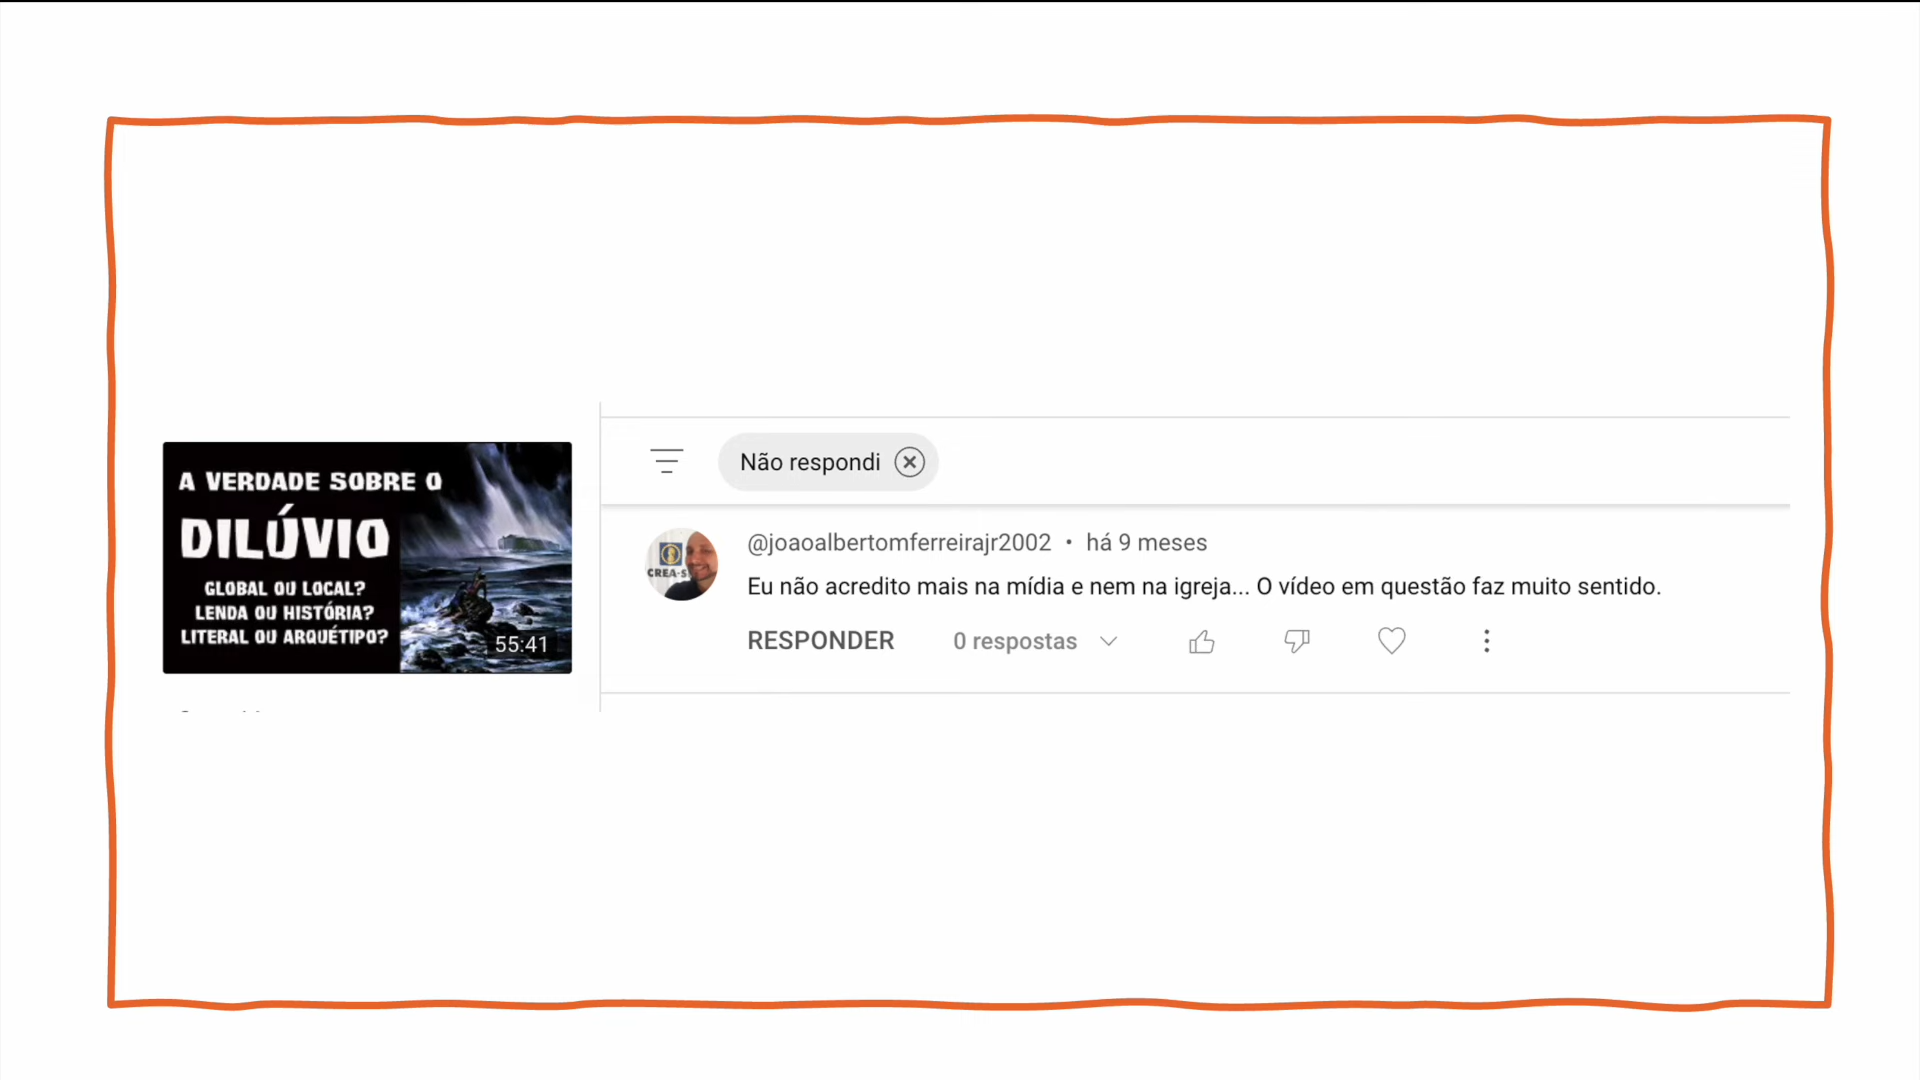 A VERDADE SOBRE O
DILÚVIO
GLOBAL OU LOCAL?
LENDA OU HISTÓRIA?
LITERAL OU ARQUÉTIPO?
55:41
Não respondi
CREA-S
@joaoalbertomferreirajr2002 • há 9 meses
Eu não acredito mais na mídia e nem na igreja... O vídeo em questão faz muito sentido.
RESPONDER 0 respostas